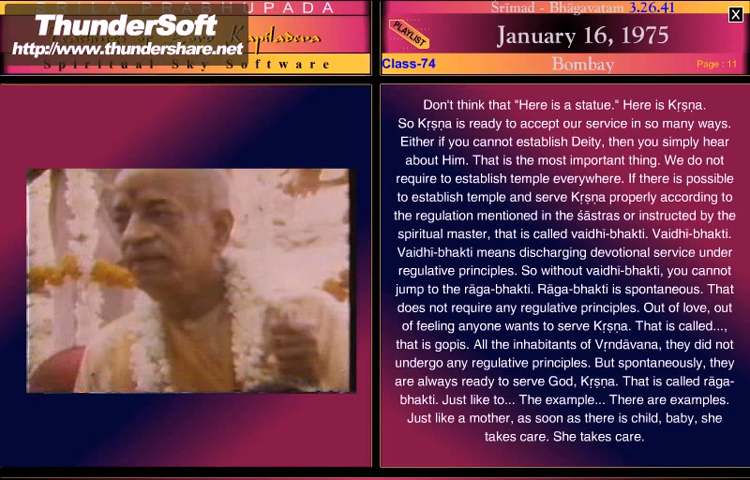 SRILA PRABHUPADA
ThunderSoft
http://www.thundershare.net
Kapiladeva
Spiritual Sky Software
Śrīmad - Bhāgavatam 3.26.41
PLAYLIST
January 16, 1975
X
Class-74
Bombay
Page : 11
Don't think that "Here is a statue." Here is Kṛṣṇa.
So Kṛṣṇa is ready to accept our service in so many ways.
Either if you cannot establish Deity, then you simply hear
about Him. That is the most important thing. We do not
require to establish temple everywhere. If there is possible
to establish temple and serve Kṛṣṇa properly according to
the regulation mentioned in the śāstras or instructed by the
spiritual master, that is called vaidhī-bhakti. Vaidhī-bhakti.
Vaidhī-bhakti means discharging devotional service under
regulative principles. So without vaidhī-bhakti, you cannot
jump to the rāga-bhakti. Rāga-bhakti is spontaneous. That
does not require any regulative principles. Out of love, out
of feeling anyone wants to serve Kṛṣṇa. That is called...,
that is gopīs. All the inhabitants of Vṛndāvana, they did not
undergo any regulative principles. But spontaneously, they
are always ready to serve God, Kṛṣṇa. That is called rāga-
bhakti. Just like to... The example... There are examples.
Just like a mother, as soon as there is child, baby, she
takes care. She takes care.